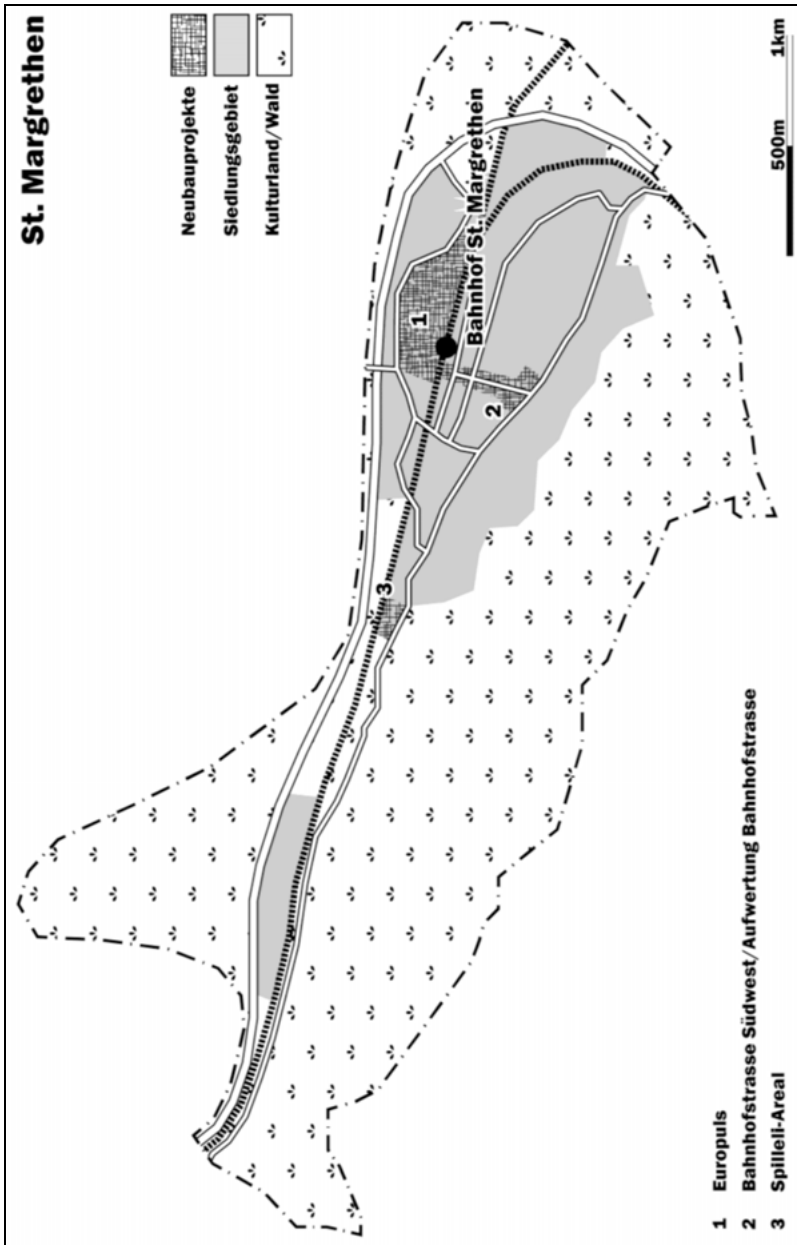 St. Margrethen
Neubauprojekte
Siedlungsgebiet
Kulturland/Wald
1
Bahnhof St. Margrethen
2
3
1 Europuls
2 Bahnhofstrasse Südwest/Aufwertung Bahnhofstrasse
3 Spilleli-Areal
500m 1km